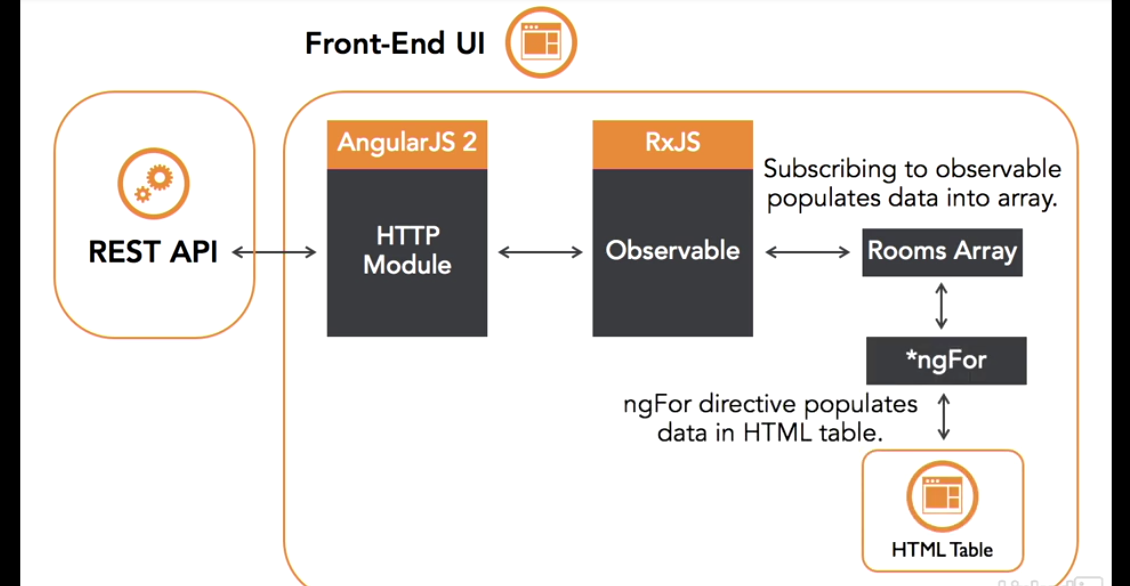 Front-End UI
REST API
AngularJS 2
HTTP
Module
RxJS
Observable
Subscribing to observable
populates data into array.
Rooms Array
*ngFor
ngFor directive populates
data in HTML table.
HTML Table